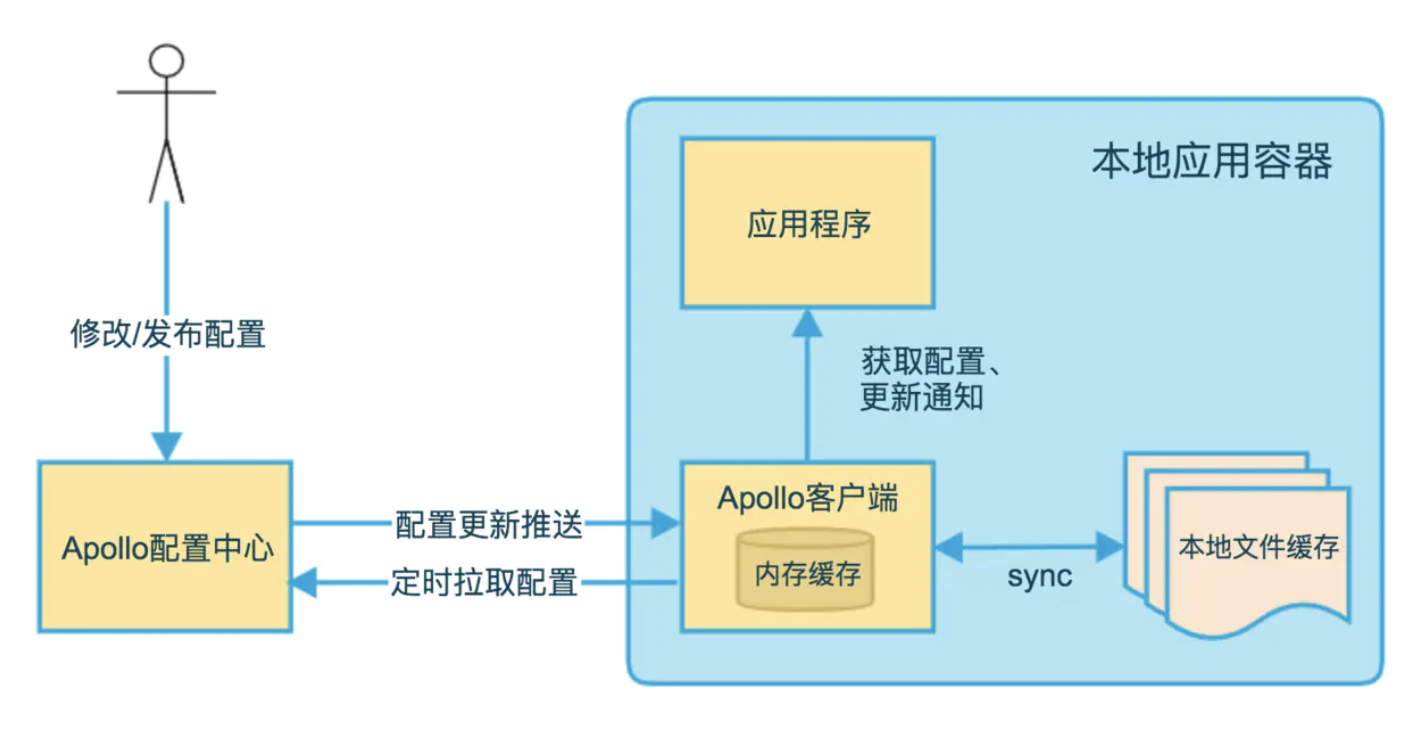 本地应用容器
应用程序
修改/发布配置
获取配置、
更新通知
Apollo客户端
Apollo配置中心
配置更新推送
内存缓存
本地文件缓存
定时拉取配置
sync